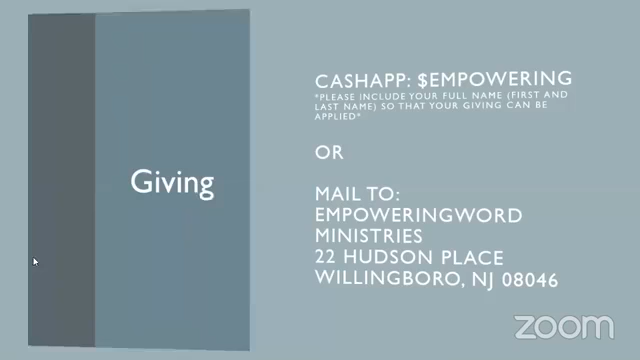 Giving
CASHAPP: $EMPOWERING
*PLEASE INCLUDE YOUR FULL NAME (FIRST AND
LAST NAME) SO THAT YOUR GIVING CAN BE
APPLIED*
OR
MAIL TO:
EMPOWERINGWORD
MINISTRIES
22 HUDSON PLACE
WILLINGBORO, NJ 08046
zoom